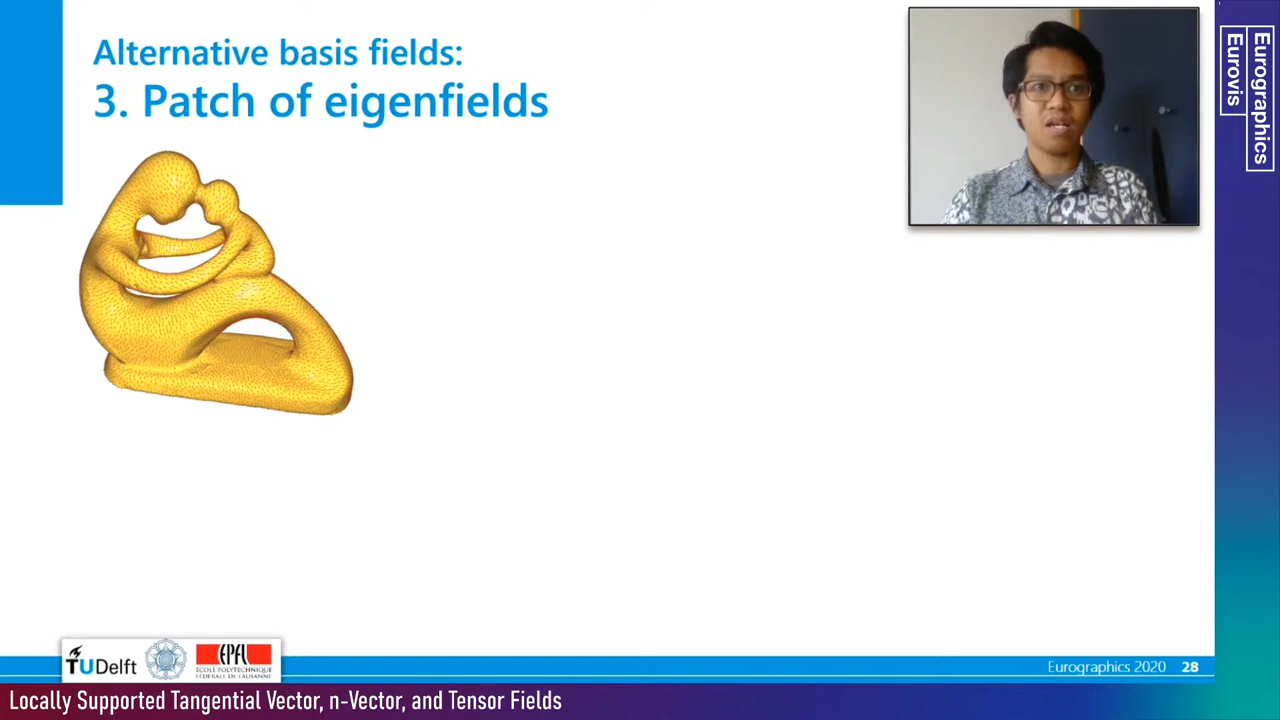 Alternative basis fields:
3. Patch of eigenfields
Eurographics
Eurovis
TUDelft
EPFL
ÉCOLE POLYTECHNIQUE
FÉDÉRALE DE LAUSANNE
Eurographics 2020 28
Locally Supported Tangential Vector, n-Vector, and Tensor Fields